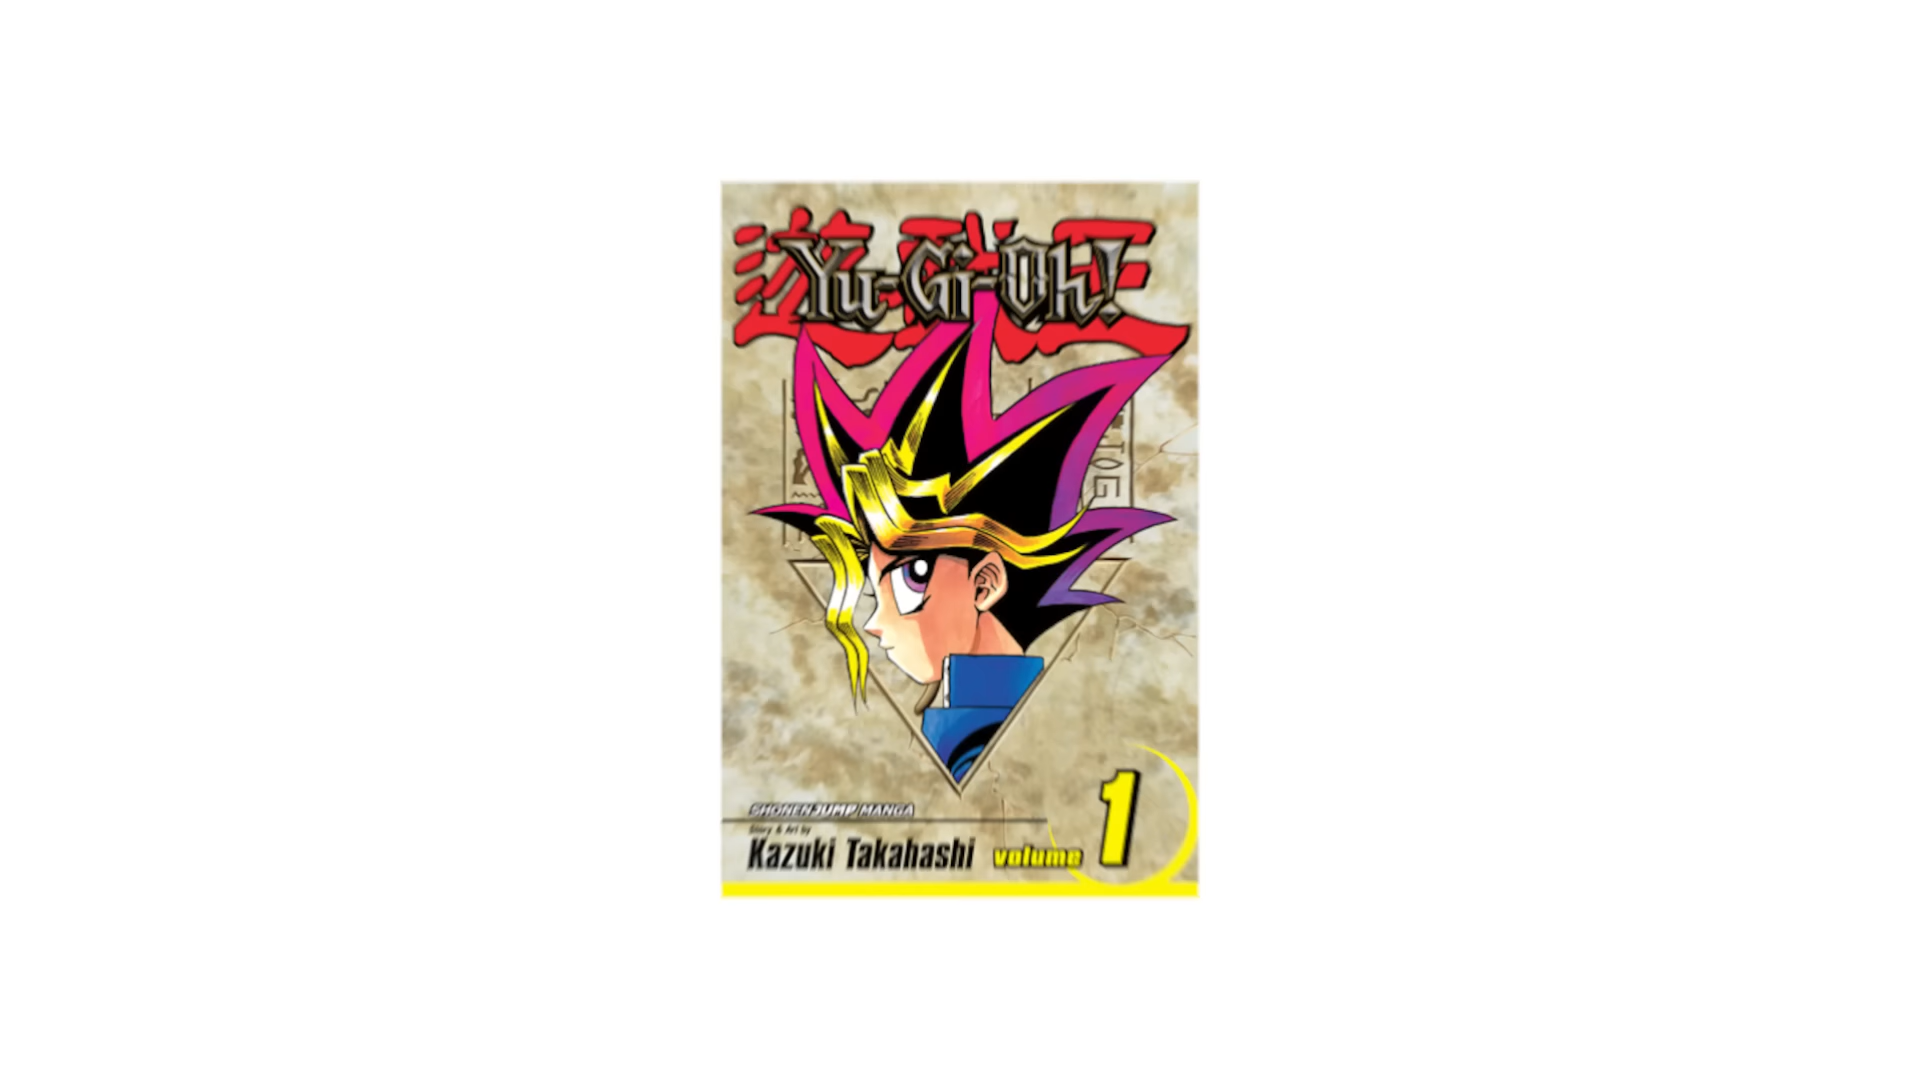 遊戯王
Yu-Gi-Oh!
SHONEN JUMP MANGA
Story & Art by
Kazuki Takahashi
volume 1